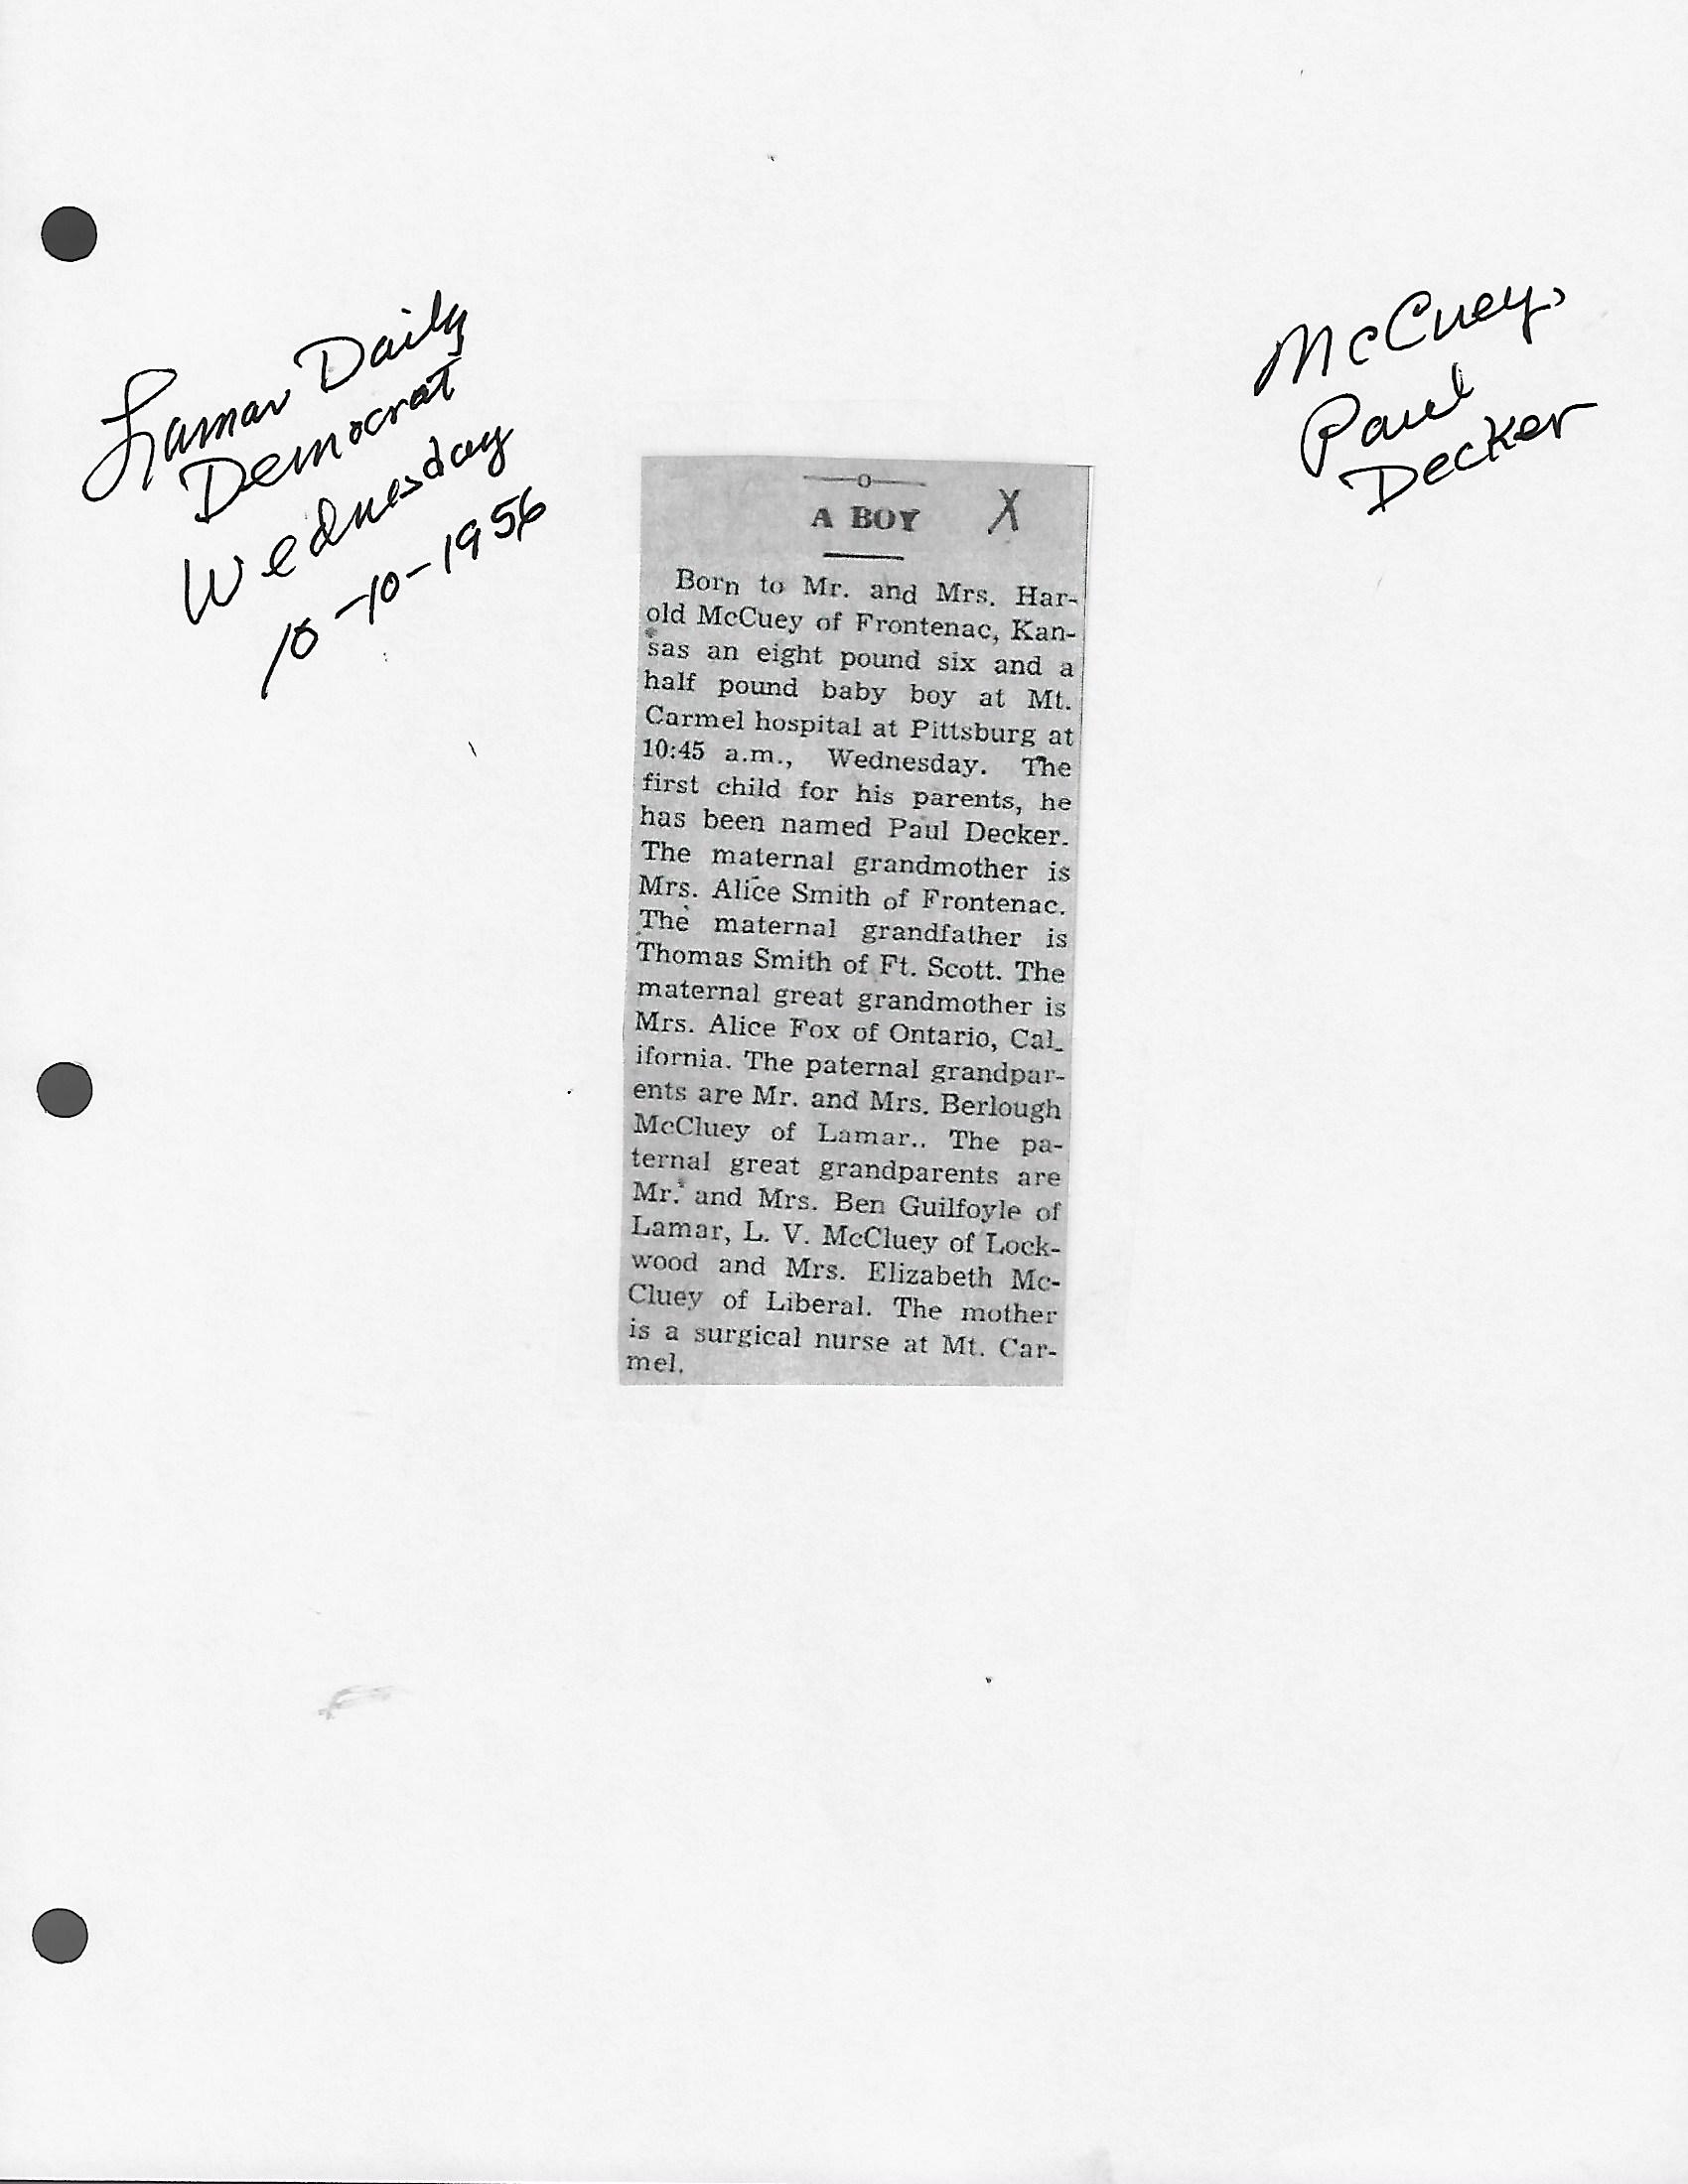 Lamar Daily
Democrat
Wednesday
10-10-1956
McCuey,
Paul
Decker
A BOY X
Born to Mr. and Mrs. Har-
old McCuey of Frontenac, Kan-
sas an eight pound six and a
half pound baby boy at Mt.
Carmel hospital at Pittsburg at
10:45 a.m., Wednesday. The
first child for his parents, he
has been named Paul Decker.
The maternal grandmother is
Mrs. Alice Smith of Frontenac.
The maternal grandfather is
Thomas Smith of Ft. Scott. The
maternal great grandmother is
Mrs. Alice Fox of Ontario, Cal_
ifornia. The paternal grandpar-
ents are Mr. and Mrs. Berlough
McCluey of Lamar.. The pa-
ternal great grandparents are
Mr. and Mrs. Ben Guilfoyle of
Lamar, L. V. McCluey of Lock-
wood and Mrs. Elizabeth Mc-
Cluey of Liberal. The mother
is a surgical nurse at Mt. Car-
mel.